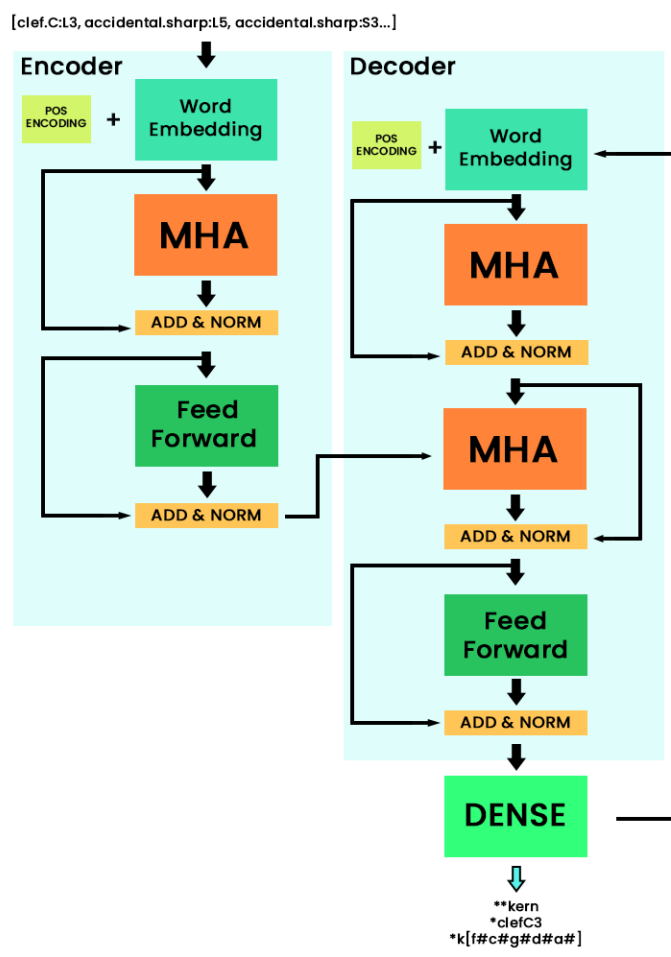 [clef.C:L3, accidental.sharp:L5, accidental.sharp:S3...]
Encoder
POS
ENCODING
+
Word
Embedding
MHA
ADD & NORM
Feed
Forward
ADD & NORM
Decoder
POS
ENCODING
+
Word
Embedding
MHA
ADD & NORM
MHA
ADD & NORM
Feed
Forward
ADD & NORM
DENSE
**kern
*clefC3
*k[f#c#g#d#a#]